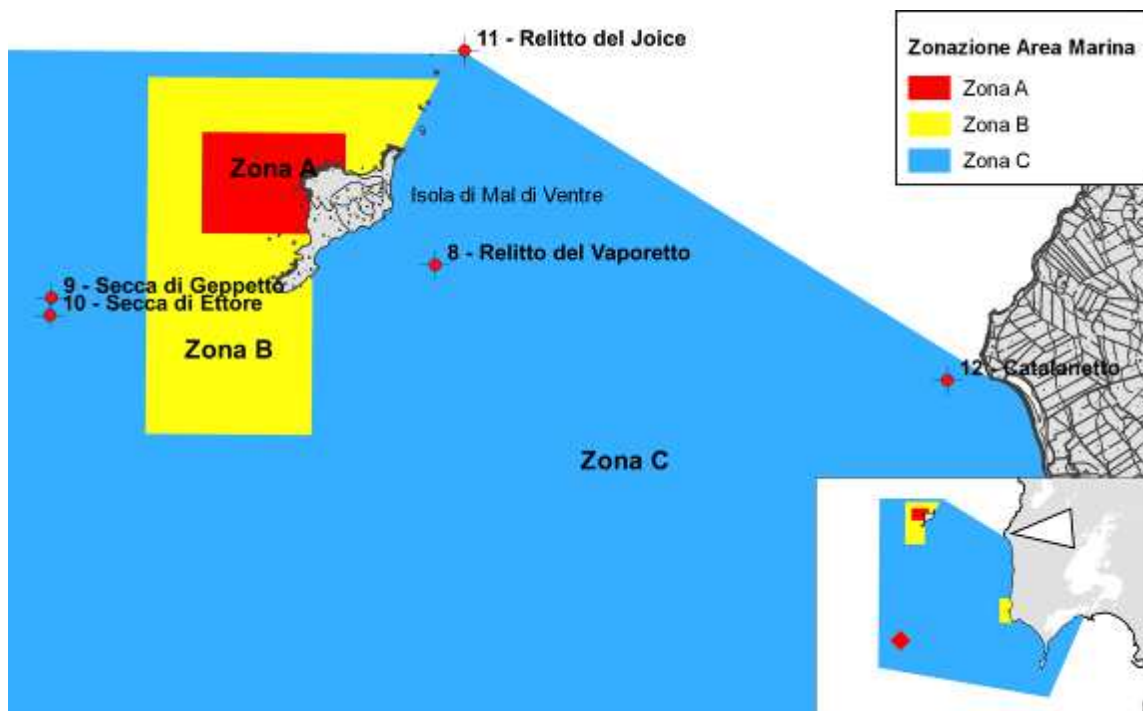 11 - Relitto del Joice
Zonazione Area Marina
Zona A
Zona B
Zona C
Zona A
Isola di Mal di Ventre
8 - Relitto del Vaporetto
9 - Secca di Geppetto
10 - Secca di Ettore
Zona B
12 - Catalanetto
Zona C